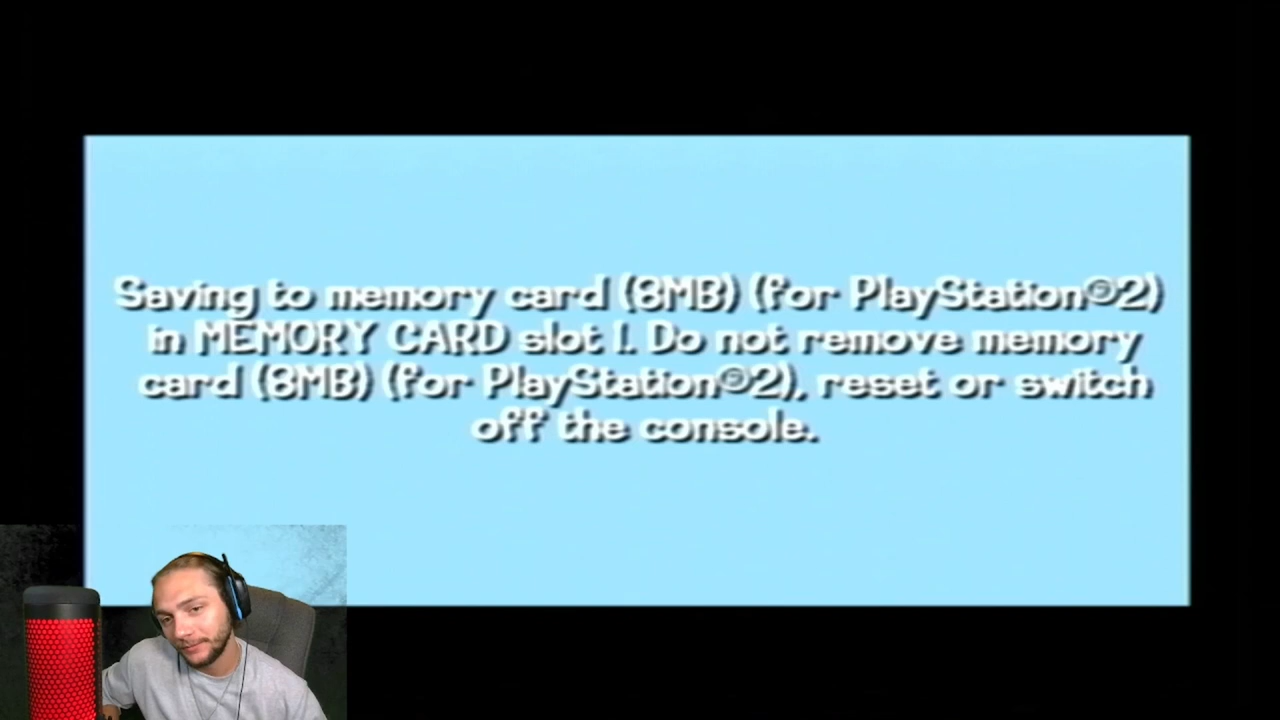 Saving to memory card (8MB) (for PlayStation®2)
in MEMORY CARD slot 1. Do not remove memory
card (8MB) (for PlayStation®2), reset or switch
off the console.